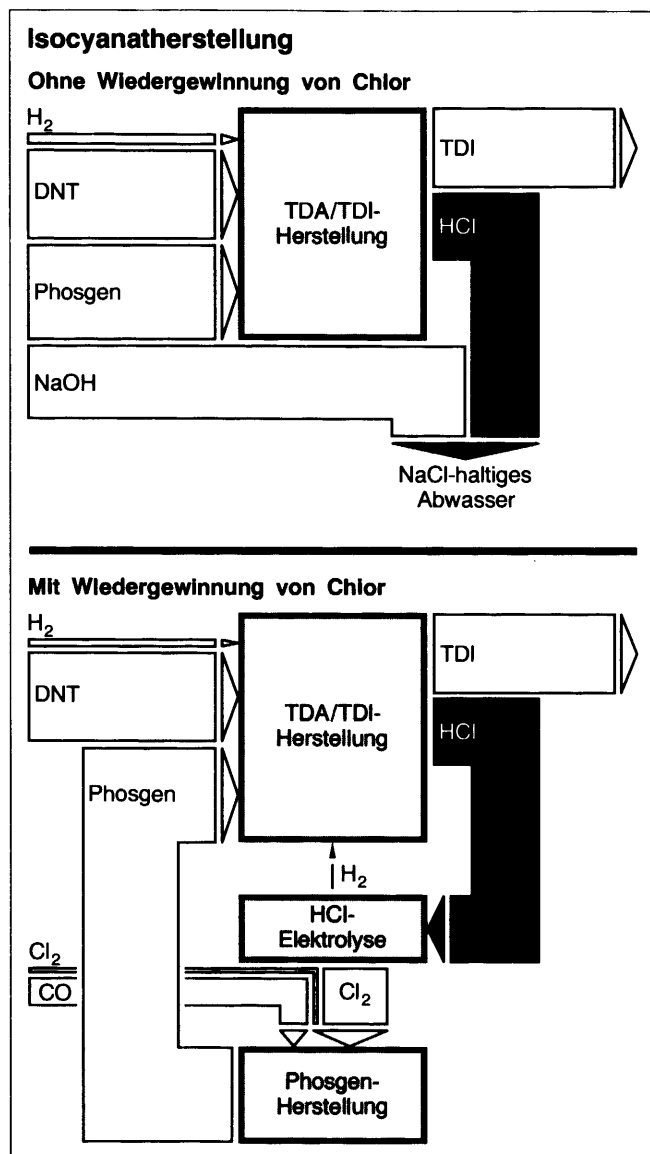 Isocyanatherstellung
Ohne Wiedergewinnung von Chlor
H₂
DNT
Phosgen
NaOH
TDA/TDI-
Herstellung
TDI
HCl
NaCl-haltiges
Abwasser
Mit Wiedergewinnung von Chlor
H₂
DNT
Phosgen
TDA/TDI-
Herstellung
TDI
HCl
H₂
HCl-
Elektrolyse
Cl₂
CO
Cl₂
Phosgen-
Herstellung